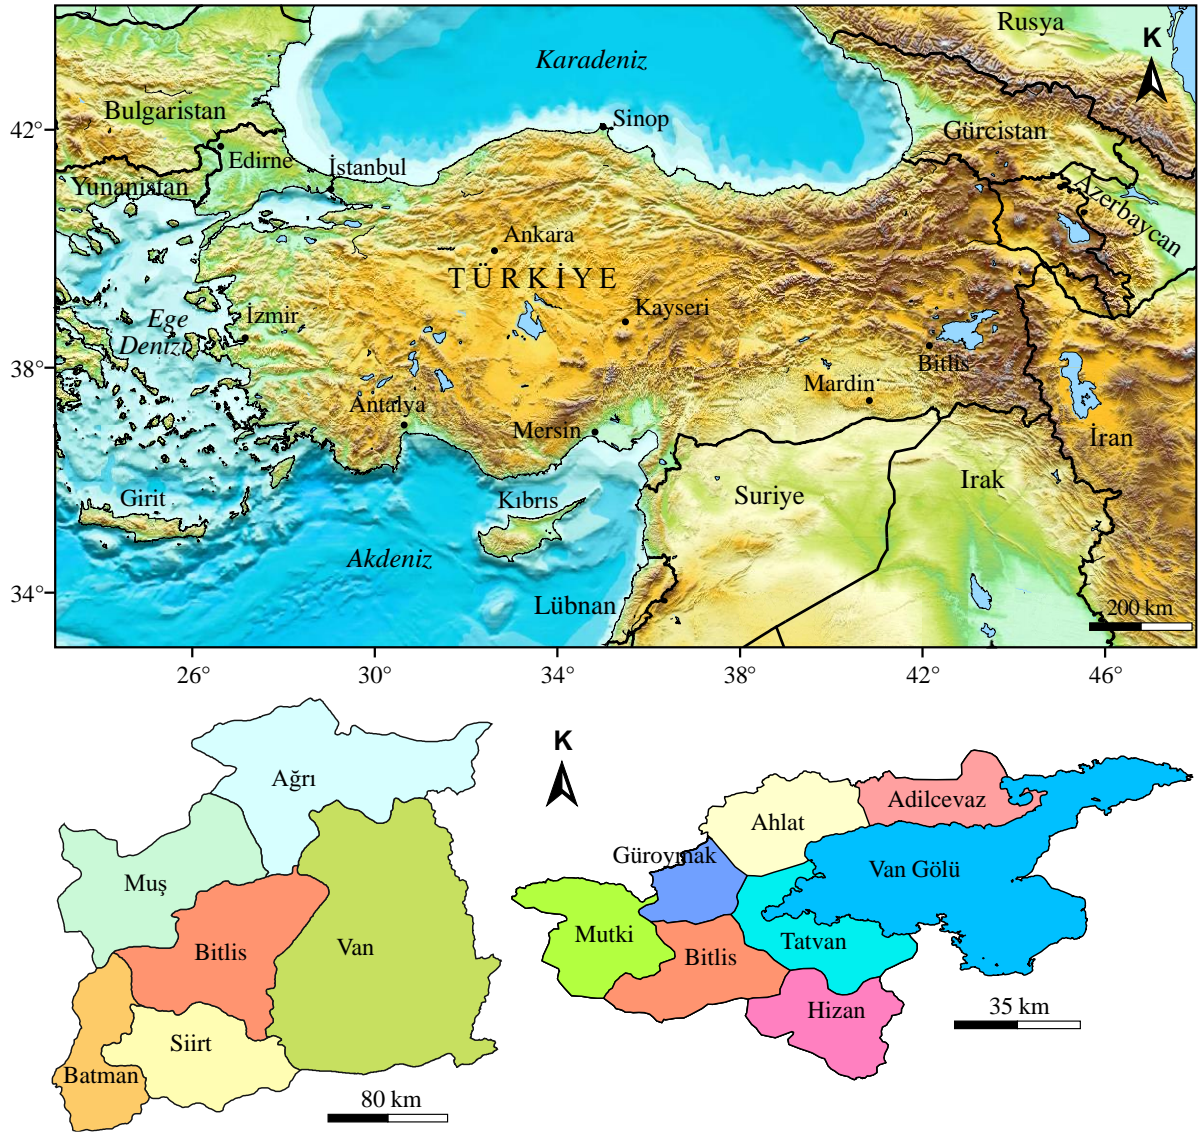 Rusya
K
Karadeniz
Bulgaristan
Sinop
Gürcistan
42°
Edirne
İstanbul
Yunanistan
Azerbaycan
Ankara
TÜRKİYE
Kayseri
Ege
Denizi
İzmir
38°
Bitlis
Mardin
Antalya
Mersin
İran
Girit
Kıbrıs
Suriye
Irak
Akdeniz
34°
Lübnan
200 km
26°
30°
34°
38°
42°
46°
K
Ağrı
Adilcevaz
Ahlat
Güroymak
Van Gölü
Muş
Mutki
Tatvan
Bitlis
Van
Bitlis
Hizan
35 km
Siirt
Batman
80 km